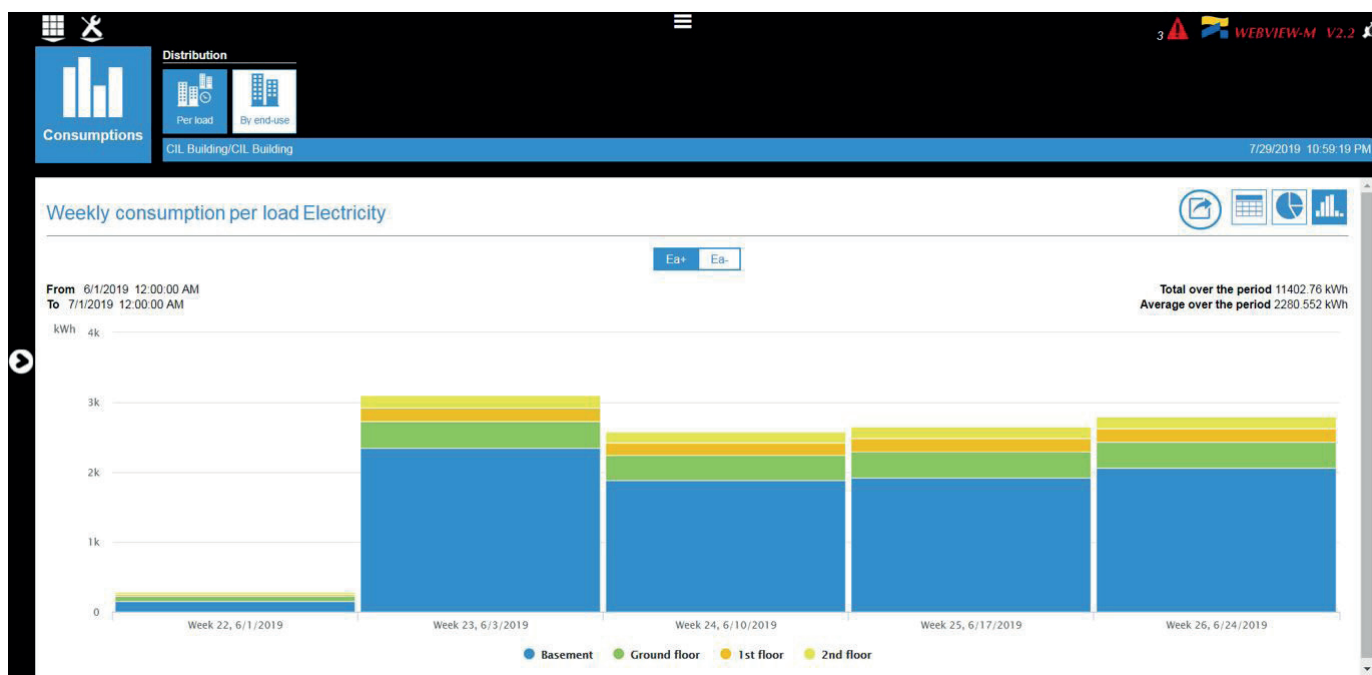 3
WEBVIEW-M V2.2
Distribution
Per load
By end-use
Consumptions
CIL Building/CIL Building
7/29/2019 10:59:19 PM
Weekly consumption per load Electricity
Ea+
Ea-
From 6/1/2019 12:00:00 AM
To 7/1/2019 12:00:00 AM
Total over the period 11402.76 kWh
Average over the period 2280.552 kWh
kWh
4k
3k
2k
1k
0
Week 22, 6/1/2019
Week 23, 6/3/2019
Week 24, 6/10/2019
Week 25, 6/17/2019
Week 26, 6/24/2019
Basement
Ground floor
1st floor
2nd floor